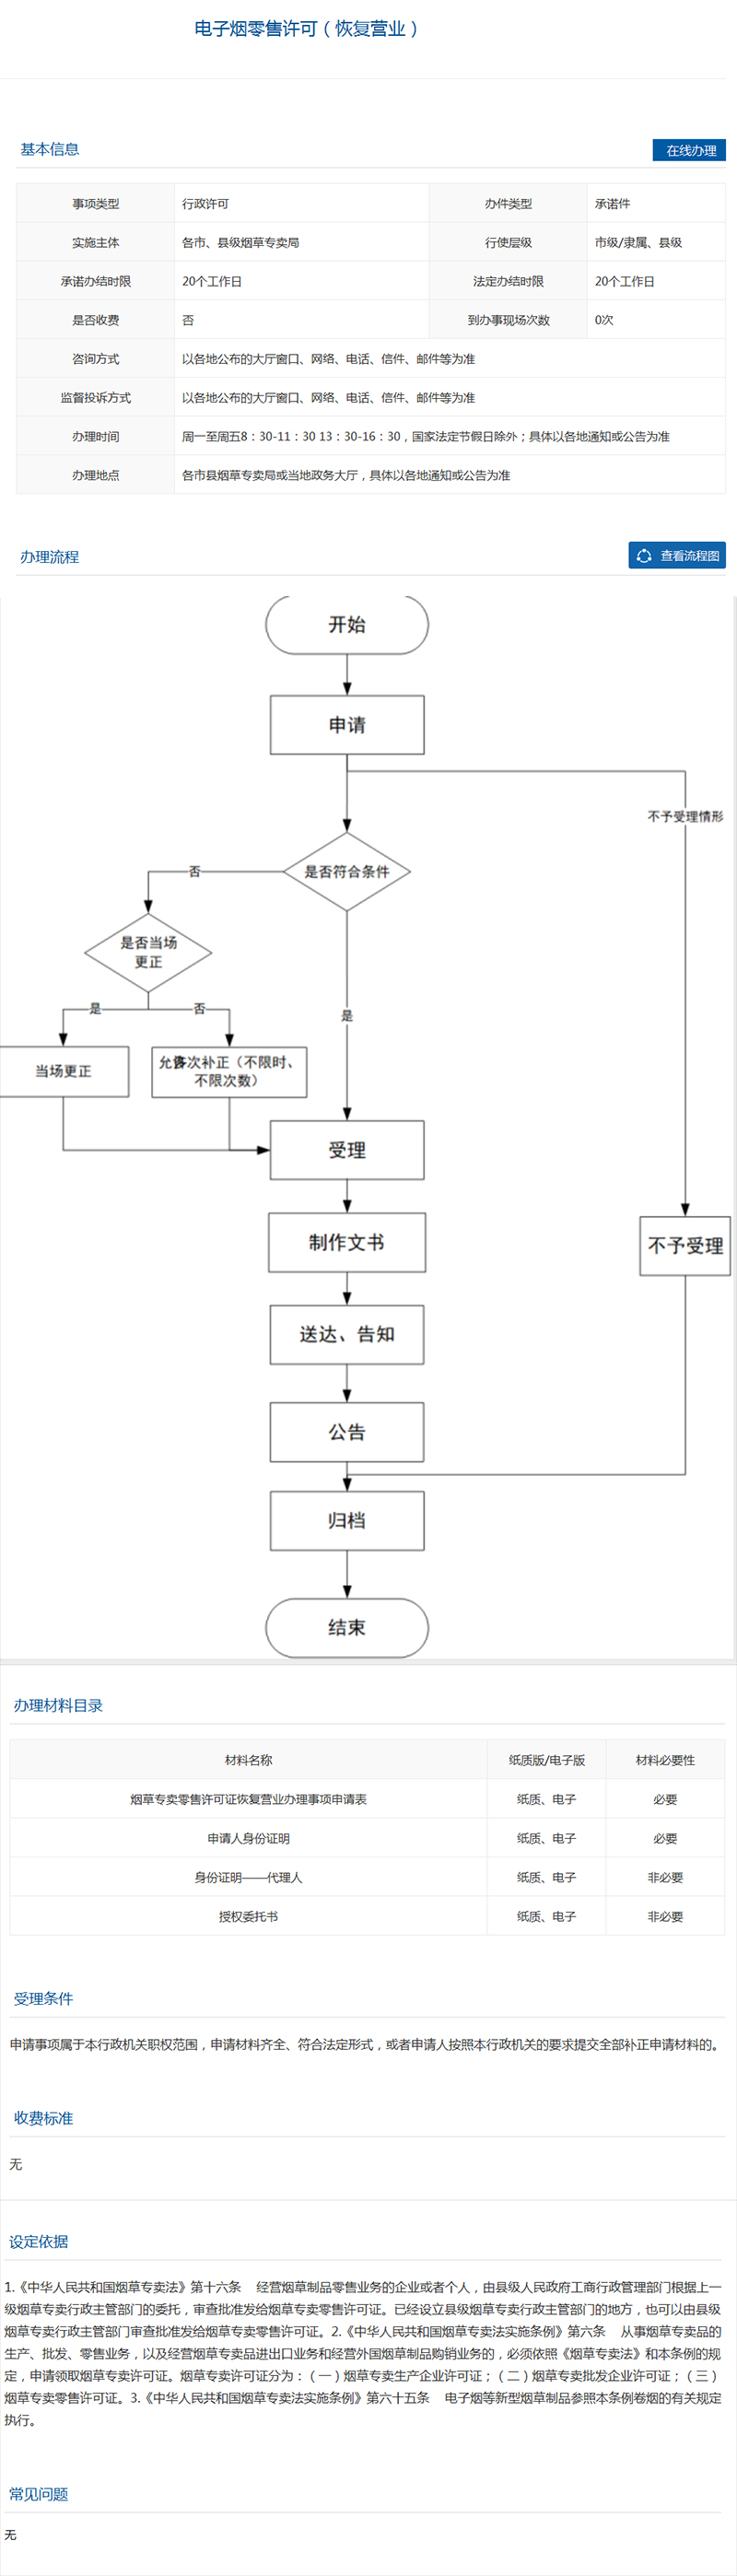 电子烟零售许可（恢复营业）
基本信息
在线办理
事项类型 行政许可 办件类型 承诺件
实施主体 各市、县级烟草专卖局 行使层级 市级/隶属、县级
承诺办结时限 20个工作日 法定办结时限 20个工作日
是否收费 否 到办事现场次数 0次
咨询方式 以各地公布的大厅窗口、网络、电话、信件、邮件等为准
监督投诉方式 以各地公布的大厅窗口、网络、电话、信件、邮件等为准
办理时间 周一至周五8：30-11：30 13：30-16：30，国家法定节假日除外；具体以各地通知或公告为准
办理地点 各市县烟草专卖局或当地政务大厅，具体以各地通知或公告为准
办理流程
查看流程图
开始
申请
不予受理情形
是否符合条件
否
是否当场
更正
是 否
是
当场更正
允许多次补正（不限时、
不限次数）
受理
制作文书
不予受理
送达、告知
公告
归档
结束
办理材料目录
材料名称 纸质版/电子版 材料必要性
烟草专卖零售许可证恢复营业办理事项申请表 纸质、电子 必要
申请人身份证明 纸质、电子 必要
身份证明——代理人 纸质、电子 非必要
授权委托书 纸质、电子 非必要
受理条件
申请事项属于本行政机关职权范围，申请材料齐全、符合法定形式，或者申请人按照本行政机关的要求提交全部补正申请材料的。
收费标准
无
设定依据
1.《中华人民共和国烟草专卖法》第十六条 经营烟草制品零售业务的企业或者个人，由县级人民政府工商行政管理部门根据上一
级烟草专卖行政主管部门的委托，审查批准发给烟草专卖零售许可证。已经设立县级烟草专卖行政主管部门的地方，也可以由县级
烟草专卖行政主管部门审查批准发给烟草专卖零售许可证。2.《中华人民共和国烟草专卖法实施条例》第六条 从事烟草专卖品的
生产、批发、零售业务，以及经营烟草专卖品进出口业务和经营外国烟草制品购销业务的，必须依照《烟草专卖法》和本条例的规
定，申请领取烟草专卖许可证。烟草专卖许可证分为：（一）烟草专卖生产企业许可证；（二）烟草专卖批发企业许可证；（三）
烟草专卖零售许可证。3.《中华人民共和国烟草专卖法实施条例》第六十五条 电子烟等新型烟草制品参照本条例卷烟的有关规定
执行。
常见问题
无